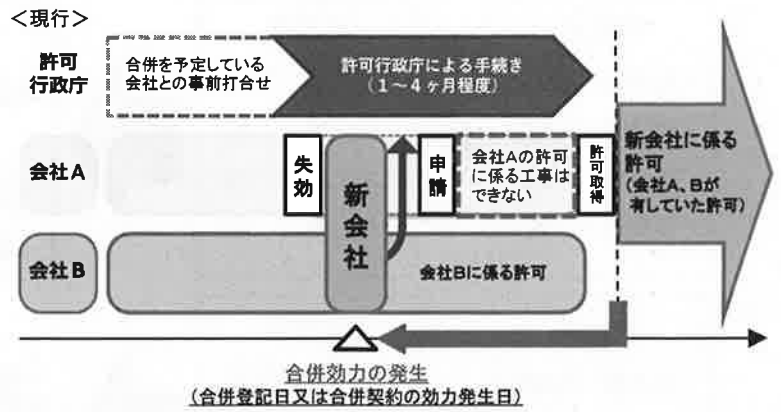 ＜現行＞
許可
行政庁
合併を予定している
会社との事前打合せ
許可行政庁による手続き
（１～４ヶ月程度）
会社Ａ
失効
新会社
申請
会社Ａの許可
に係る工事は
できない
許可取得
新会社に係る
許可
（会社Ａ、Ｂが
有していた許可）
会社Ｂ
会社Ｂに係る許可
合併効力の発生
（合併登記日又は合併契約の効力発生日）